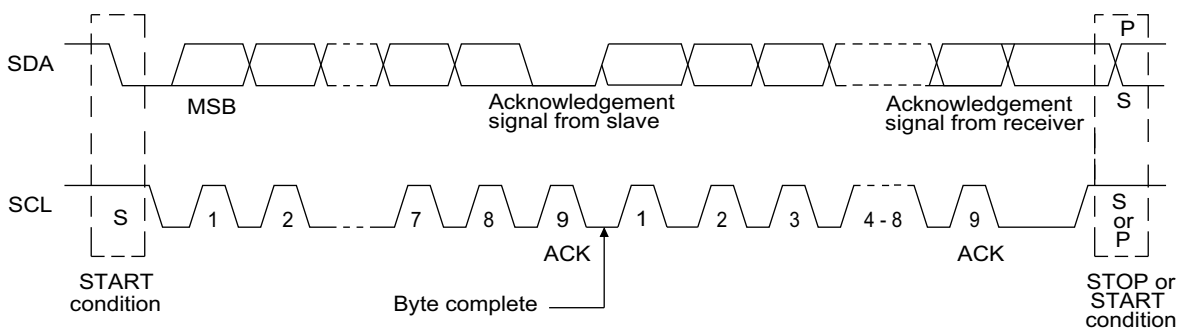 P
SDA
MSB
Acknowledgement
signal from slave
Acknowledgement
signal from receiver
S
SCL
S
1
2
7
8
9
1
2
3
4 - 8
9
S
or
P
ACK
ACK
START
condition
Byte complete
STOP or
START
condition